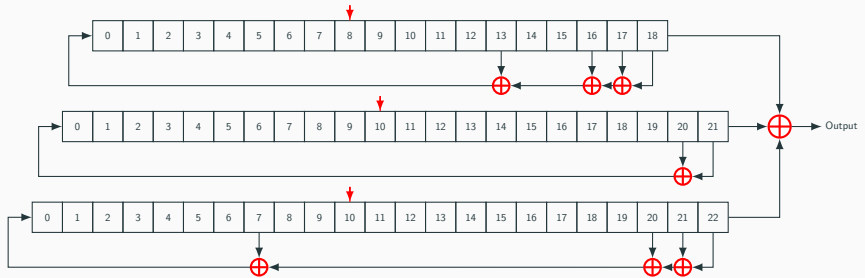 0 1 2 3 4 5 6 7 8 9 10 11 12 13 14 15 16 17 18
0 1 2 3 4 5 6 7 8 9 10 11 12 13 14 15 16 17 18 19 20 21
Output
0 1 2 3 4 5 6 7 8 9 10 11 12 13 14 15 16 17 18 19 20 21 22